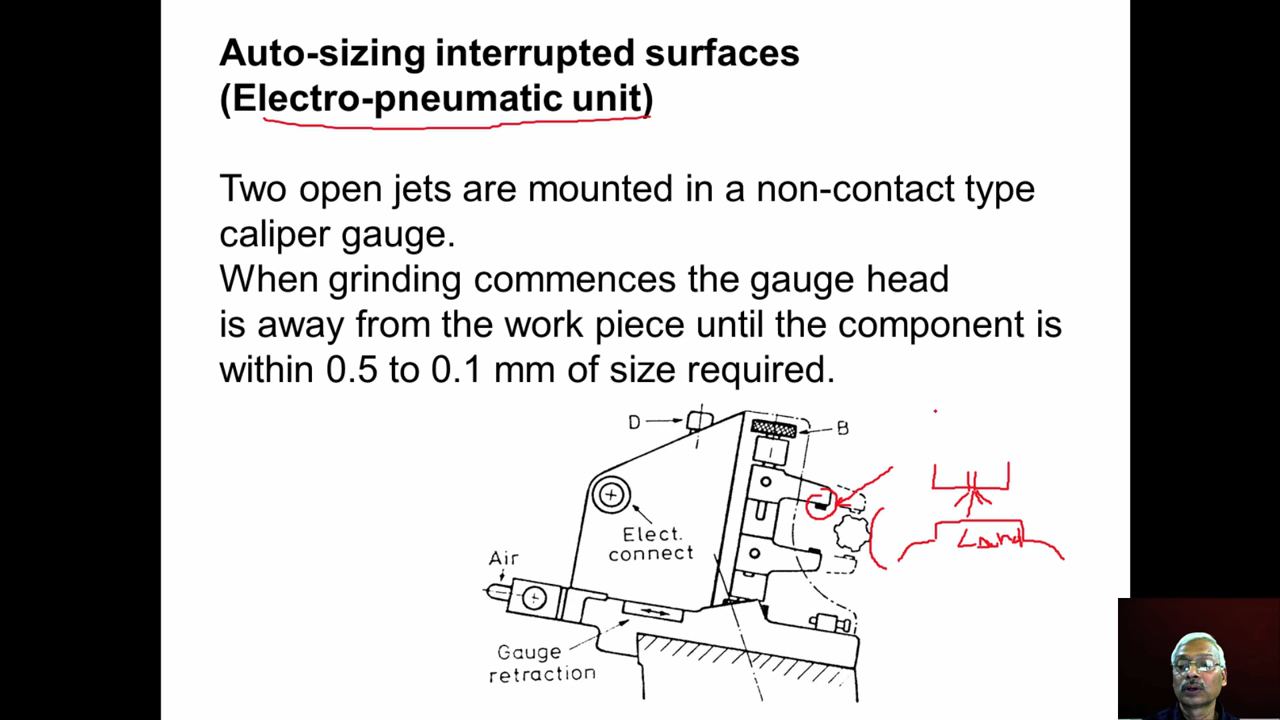 Auto-sizing interrupted surfaces
(Electro-pneumatic unit)
Two open jets are mounted in a non-contact type
caliper gauge.
When grinding commences the gauge head
is away from the work piece until the component is
within 0.5 to 0.1 mm of size required.
D
B
Elect.
connect
Land
Air
Gauge
retraction